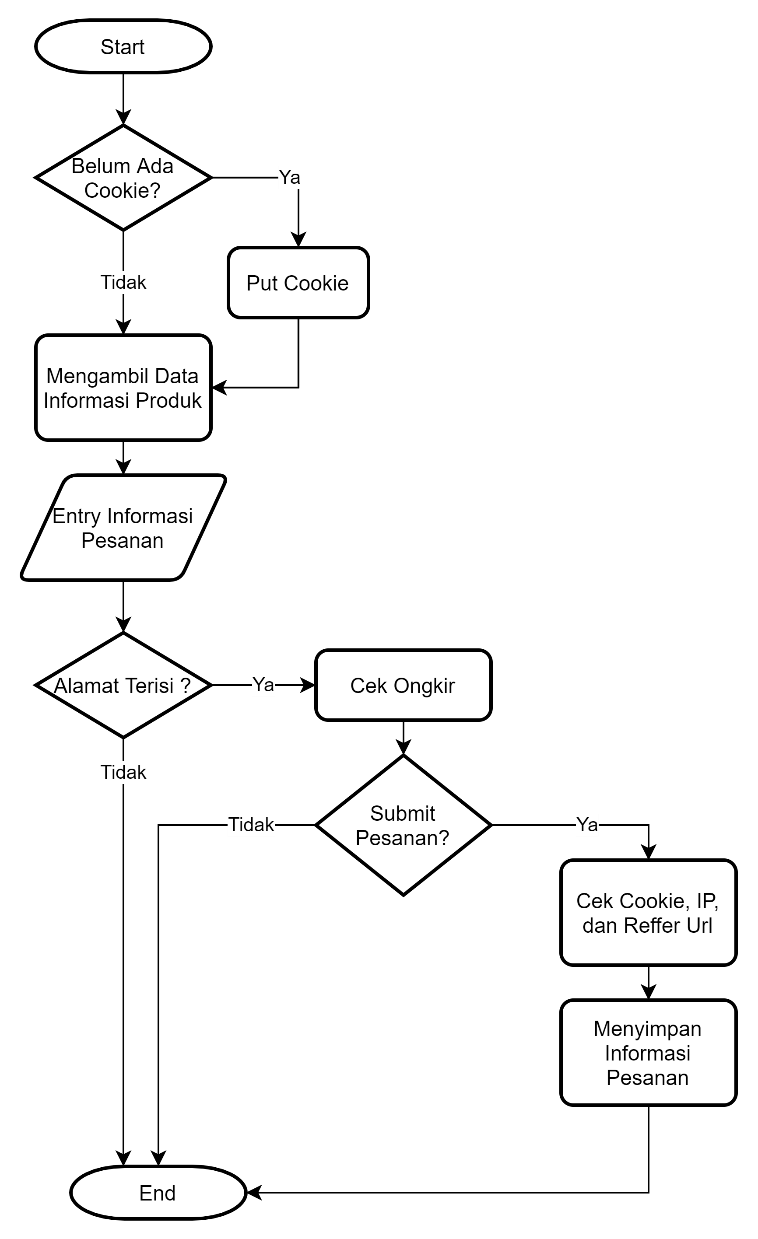 Start
Belum Ada
Cookie?
Ya
Put Cookie
Tidak
Mengambil Data
Informasi Produk
Entry Informasi
Pesanan
Alamat Terisi ?
Ya
Cek Ongkir
Tidak
Submit
Pesanan?
Tidak
Ya
Cek Cookie, IP,
dan Reffer Url
Menyimpan
Informasi
Pesanan
End